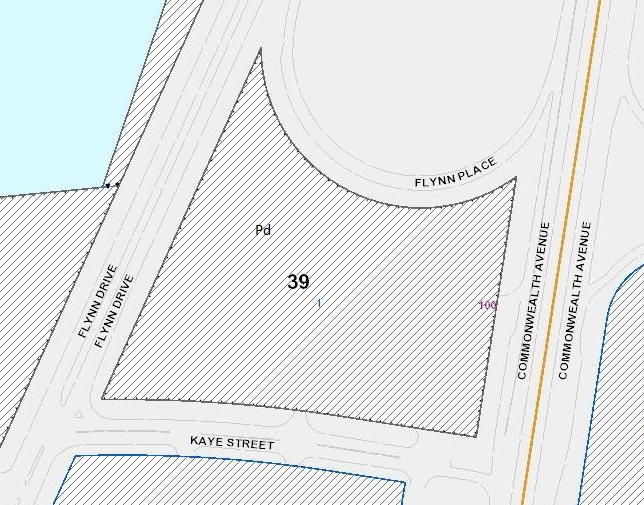 FLYNN PLACE
Pd
39
1
100
FLYNN DRIVE
FLYNN DRIVE
COMMONWEALTH AVENUE
COMMONWEALTH AVENUE
KAYE STREET